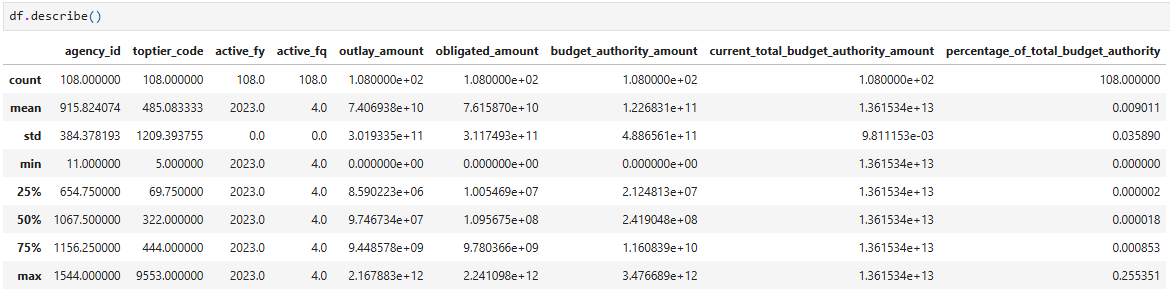 df.describe()
agency_id toptier_code active_fy active_fq outlay_amount obligated_amount budget_authority_amount current_total_budget_authority_amount percentage_of_total_budget_authority
count 108.000000 108.000000 108.0 108.0 1.080000e+02 1.080000e+02 1.080000e+02 1.080000e+02 108.000000
mean 915.824074 485.083333 2023.0 4.0 7.406938e+10 7.615870e+10 1.226831e+11 1.361534e+13 0.009011
std 384.378193 1209.393755 0.0 0.0 3.019335e+11 3.117493e+11 4.886561e+11 9.811153e-03 0.035890
min 11.000000 5.000000 2023.0 4.0 0.000000e+00 0.000000e+00 0.000000e+00 1.361534e+13 0.000000
25% 654.750000 69.750000 2023.0 4.0 8.590223e+06 1.005469e+07 2.124813e+07 1.361534e+13 0.000002
50% 1067.500000 322.000000 2023.0 4.0 9.746734e+07 1.095675e+08 2.419048e+08 1.361534e+13 0.000018
75% 1156.250000 444.000000 2023.0 4.0 9.448578e+09 9.780366e+09 1.160839e+10 1.361534e+13 0.000853
max 1544.000000 9553.000000 2023.0 4.0 2.167883e+12 2.241098e+12 3.476689e+12 1.361534e+13 0.255351